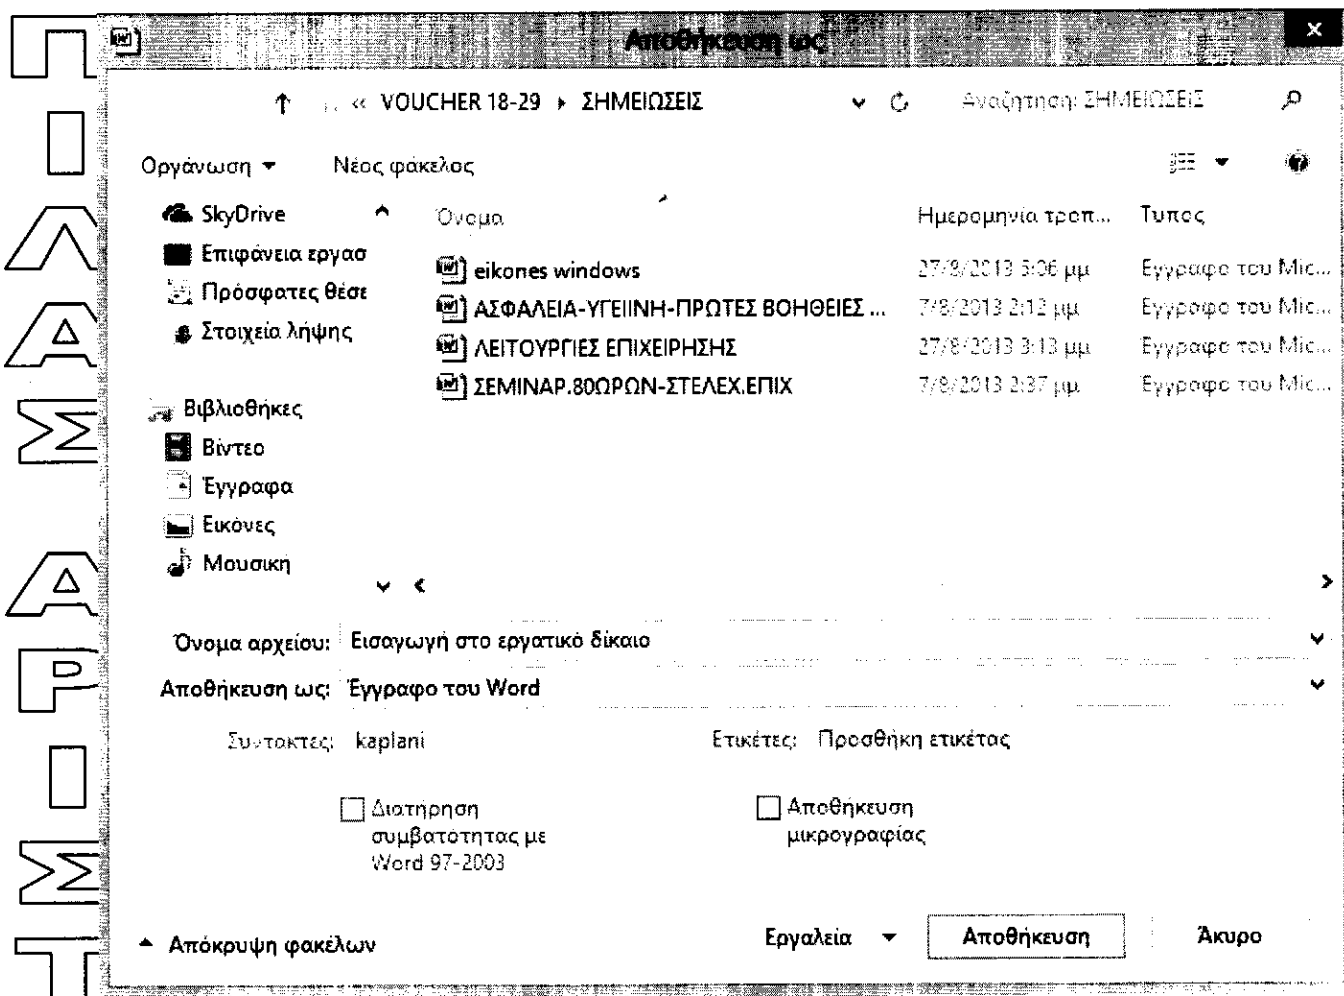 Αποθήκευση ως
« VOUCHER 18-29 ▸ ΣΗΜΕΙΩΣΕΙΣ Αναζήτηση: ΣΗΜΕΙΩΣΕΙΣ
Οργάνωση Νέος φάκελος
SkyDrive
Επιφάνεια εργασ
Πρόσφατες θέσε
Στοιχεία λήψης
Βιβλιοθήκες
Βίντεο
Έγγραφα
Εικόνες
Μουσική
Όνομα Ημερομηνία τροπ... Τύπος
eikones windows 27/8/2013 5:06 μμ Έγγραφο του Mic...
ΑΣΦΑΛΕΙΑ-ΥΓΕΙΙΝΗ-ΠΡΩΤΕΣ ΒΟΗΘΕΙΕΣ ... 7/8/2013 2:12 μμ Έγγραφο του Mic...
ΛΕΙΤΟΥΡΓΙΕΣ ΕΠΙΧΕΙΡΗΣΗΣ 27/8/2013 3:13 μμ Έγγραφο του Mic...
ΣΕΜΙΝΑΡ.80ΩΡΩΝ-ΣΤΕΛΕΧ.ΕΠΙΧ 7/8/2013 2:37 μμ Έγγραφο του Mic...
Όνομα αρχείου: Εισαγωγή στο εργατικό δίκαιο
Αποθήκευση ως: Έγγραφο του Word
Συντάκτες: kaplani Ετικέτες: Προσθήκη ετικέτας
Διατήρηση
συμβατότητας με
Word 97-2003
Αποθήκευση
μικρογραφίας
Απόκρυψη φακέλων Εργαλεία Αποθήκευση Άκυρο
Π
Ι
Λ
Α
Σ
Α
Ρ
Ι
Σ
Τ